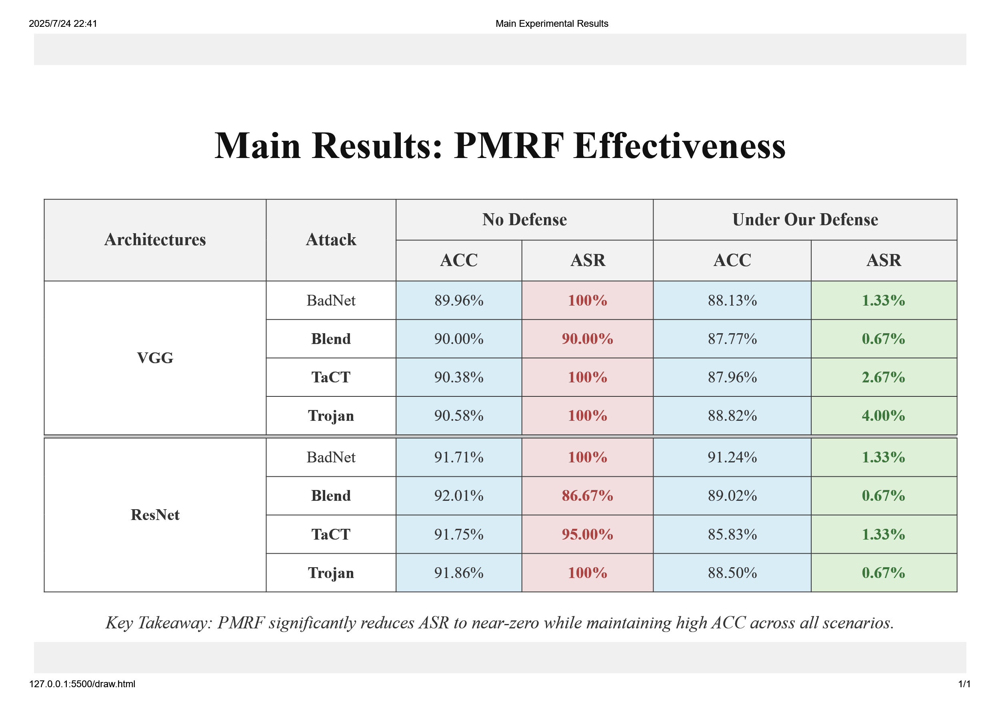 2025/7/24 22:41 Main Experimental Results
Main Results: PMRF Effectiveness
Architectures Attack No Defense Under Our Defense
ACC ASR ACC ASR
VGG
BadNet 89.96% 100% 88.13% 1.33%
Blend 90.00% 90.00% 87.77% 0.67%
TaCT 90.38% 100% 87.96% 2.67%
Trojan 90.58% 100% 88.82% 4.00%
ResNet
BadNet 91.71% 100% 91.24% 1.33%
Blend 92.01% 86.67% 89.02% 0.67%
TaCT 91.75% 95.00% 85.83% 1.33%
Trojan 91.86% 100% 88.50% 0.67%
Key Takeaway: PMRF significantly reduces ASR to near-zero while maintaining high ACC across all scenarios.
127.0.0.1:5500/draw.html 1/1